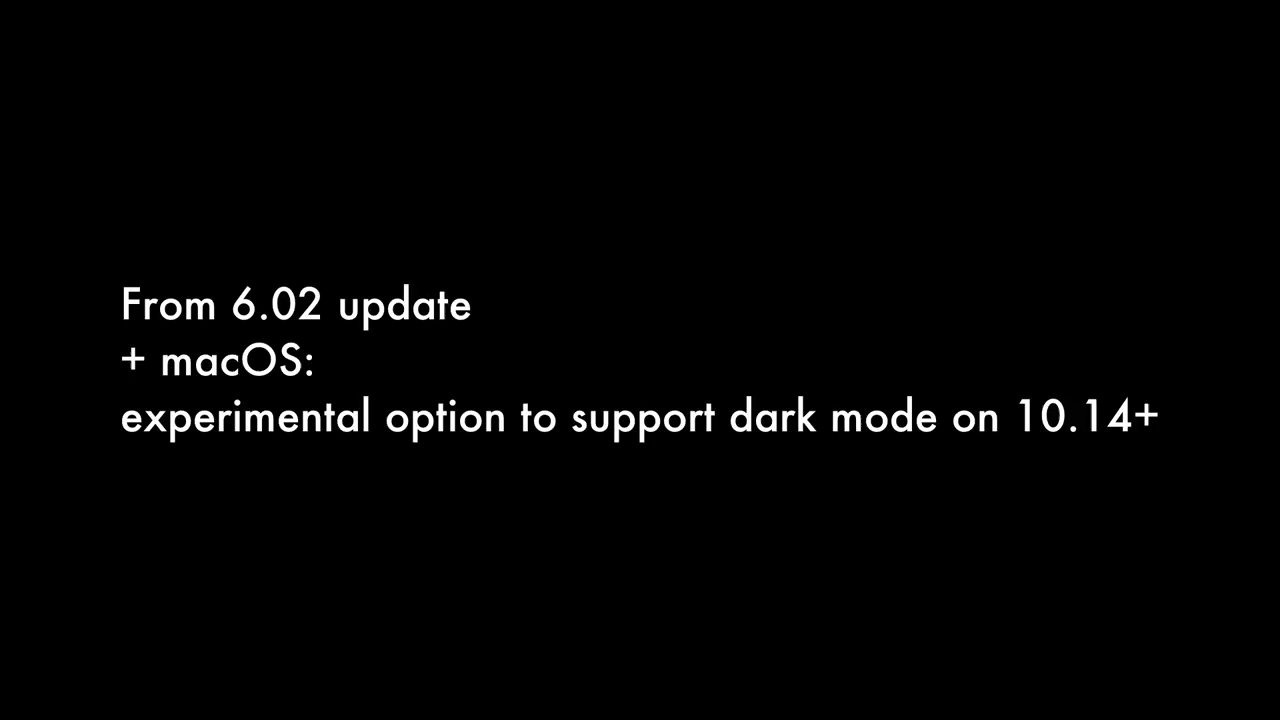 From 6.02 update
+ macOS:
experimental option to support dark mode on 10.14+